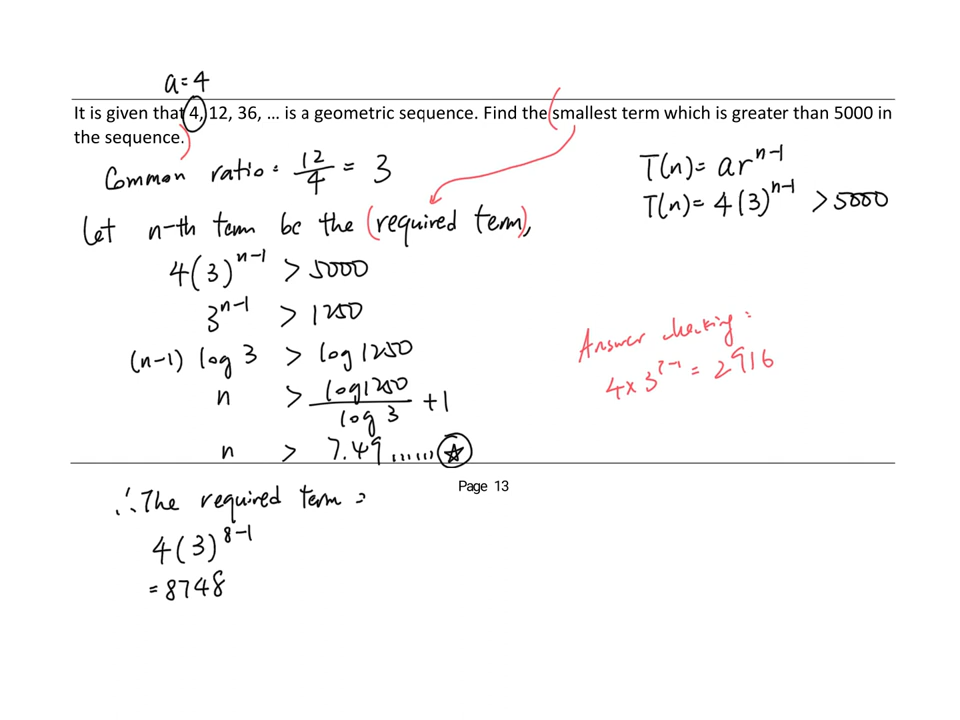 a = 4
It is given that 4, 12, 36, … is a geometric sequence. Find the smallest term which is greater than 5000 in
the sequence.
Common ratio = 12/4 = 3
T(n) = ar^{n-1}
T(n) = 4(3)^{n-1} > 5000
Let n-th term be the (required term),
4(3)^{n-1} > 5000
3^{n-1} > 1250
(n-1) log 3 > log 1250
n > log1250/log 3 + 1
n > 7.49...... ☆
Answer checking:
4 × 3^{7-1} = 2916
Page 13
∴ The required term =
4(3)^{8-1}
= 8748